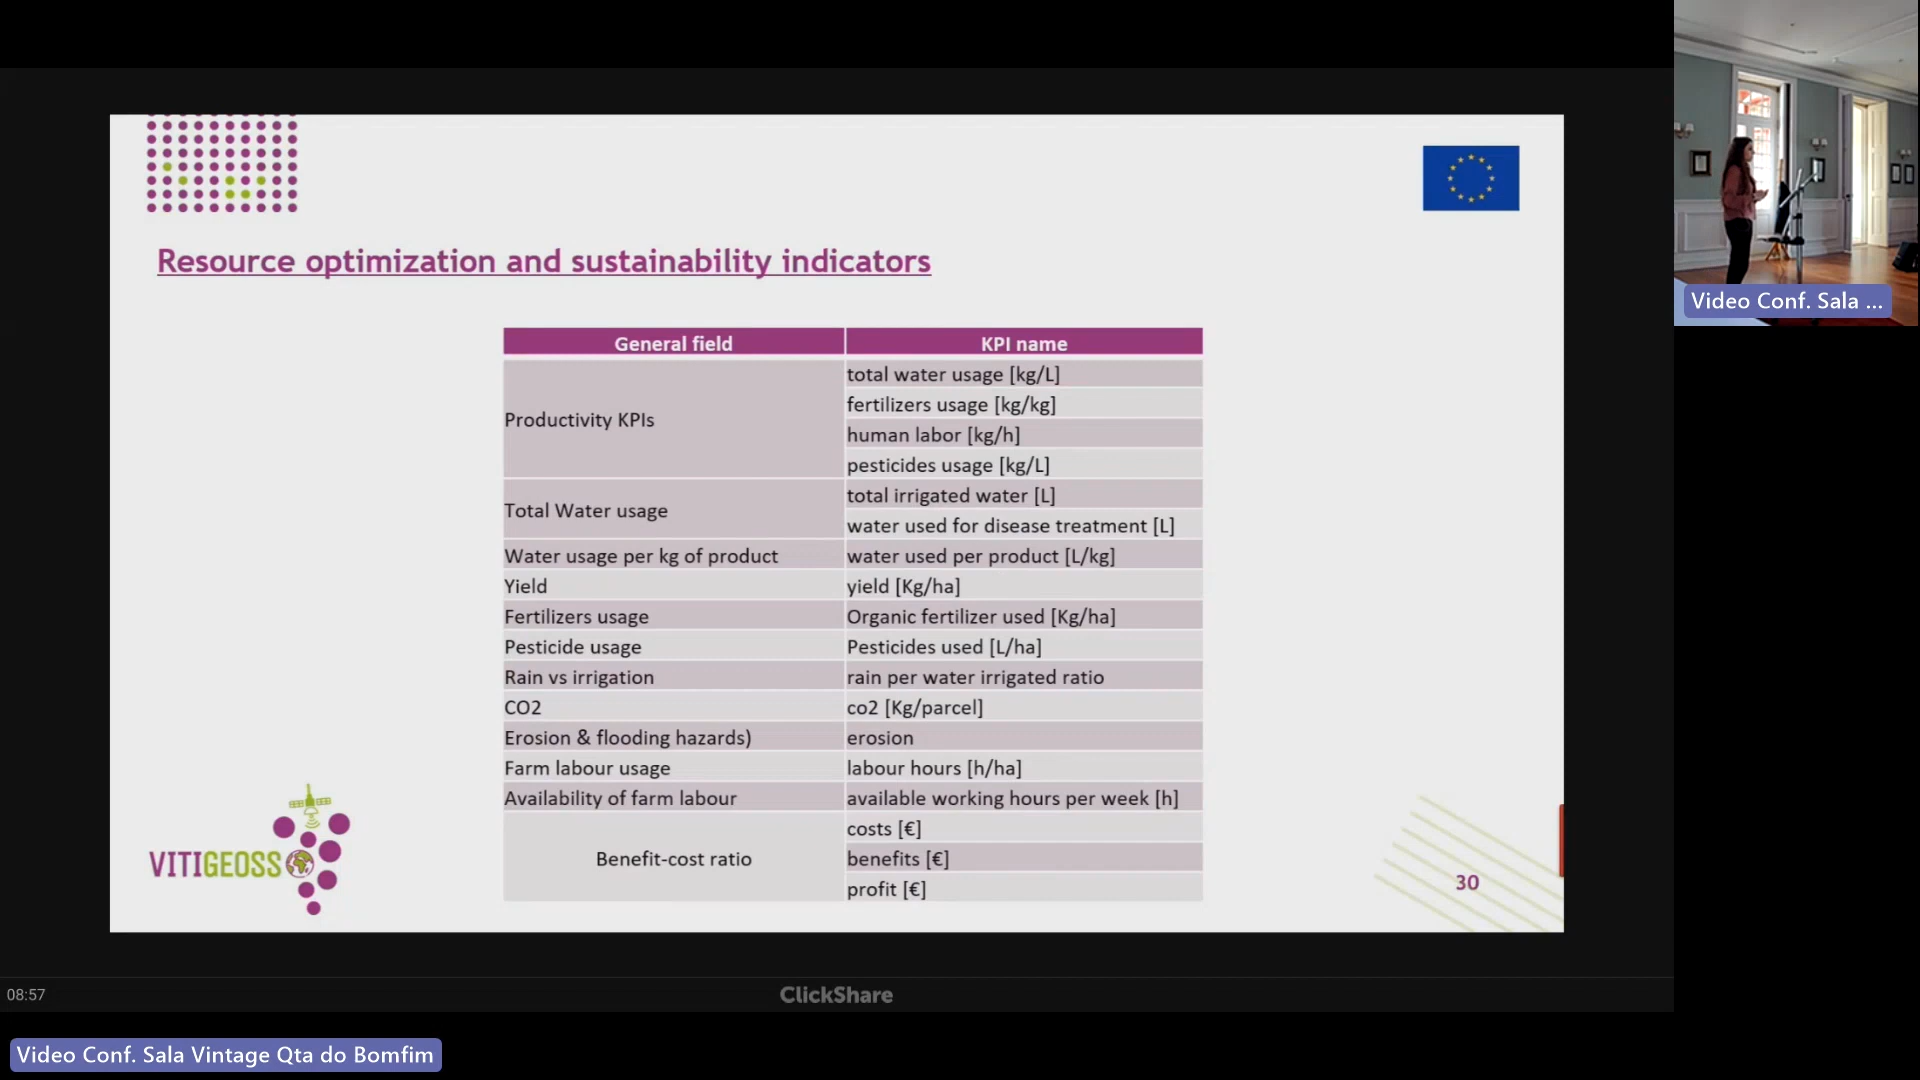 Resource optimization and sustainability indicators
General field KPI name
Productivity KPIs
total water usage [kg/L]
fertilizers usage [kg/kg]
human labor [kg/h]
pesticides usage [kg/L]
Total Water usage
total irrigated water [L]
water used for disease treatment [L]
Water usage per kg of product water used per product [L/kg]
Yield yield [Kg/ha]
Fertilizers usage Organic fertilizer used [Kg/ha]
Pesticide usage Pesticides used [L/ha]
Rain vs irrigation rain per water irrigated ratio
CO2 co2 [Kg/parcel]
Erosion & flooding hazards) erosion
Farm labour usage labour hours [h/ha]
Availability of farm labour available working hours per week [h]
Benefit-cost ratio
costs [€]
benefits [€]
profit [€]
VITIGEOSS
30
08:57
ClickShare
Video Conf. Sala Vintage Qta do Bomfim
Video Conf. Sala ...